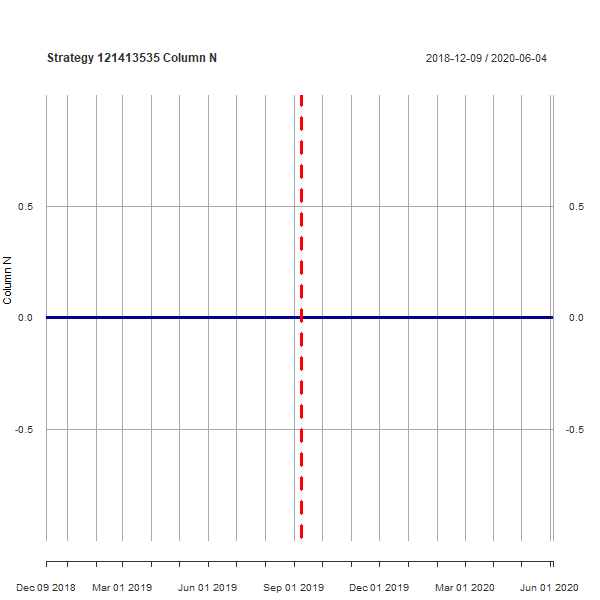 Strategy 121413535 Column N
2018-12-09 / 2020-06-04
0.5
0.5
Column N
0.0
0.0
-0.5
-0.5
Dec 09 2018
Mar 01 2019
Jun 01 2019
Sep 01 2019
Dec 01 2019
Mar 01 2020
Jun 01 2020